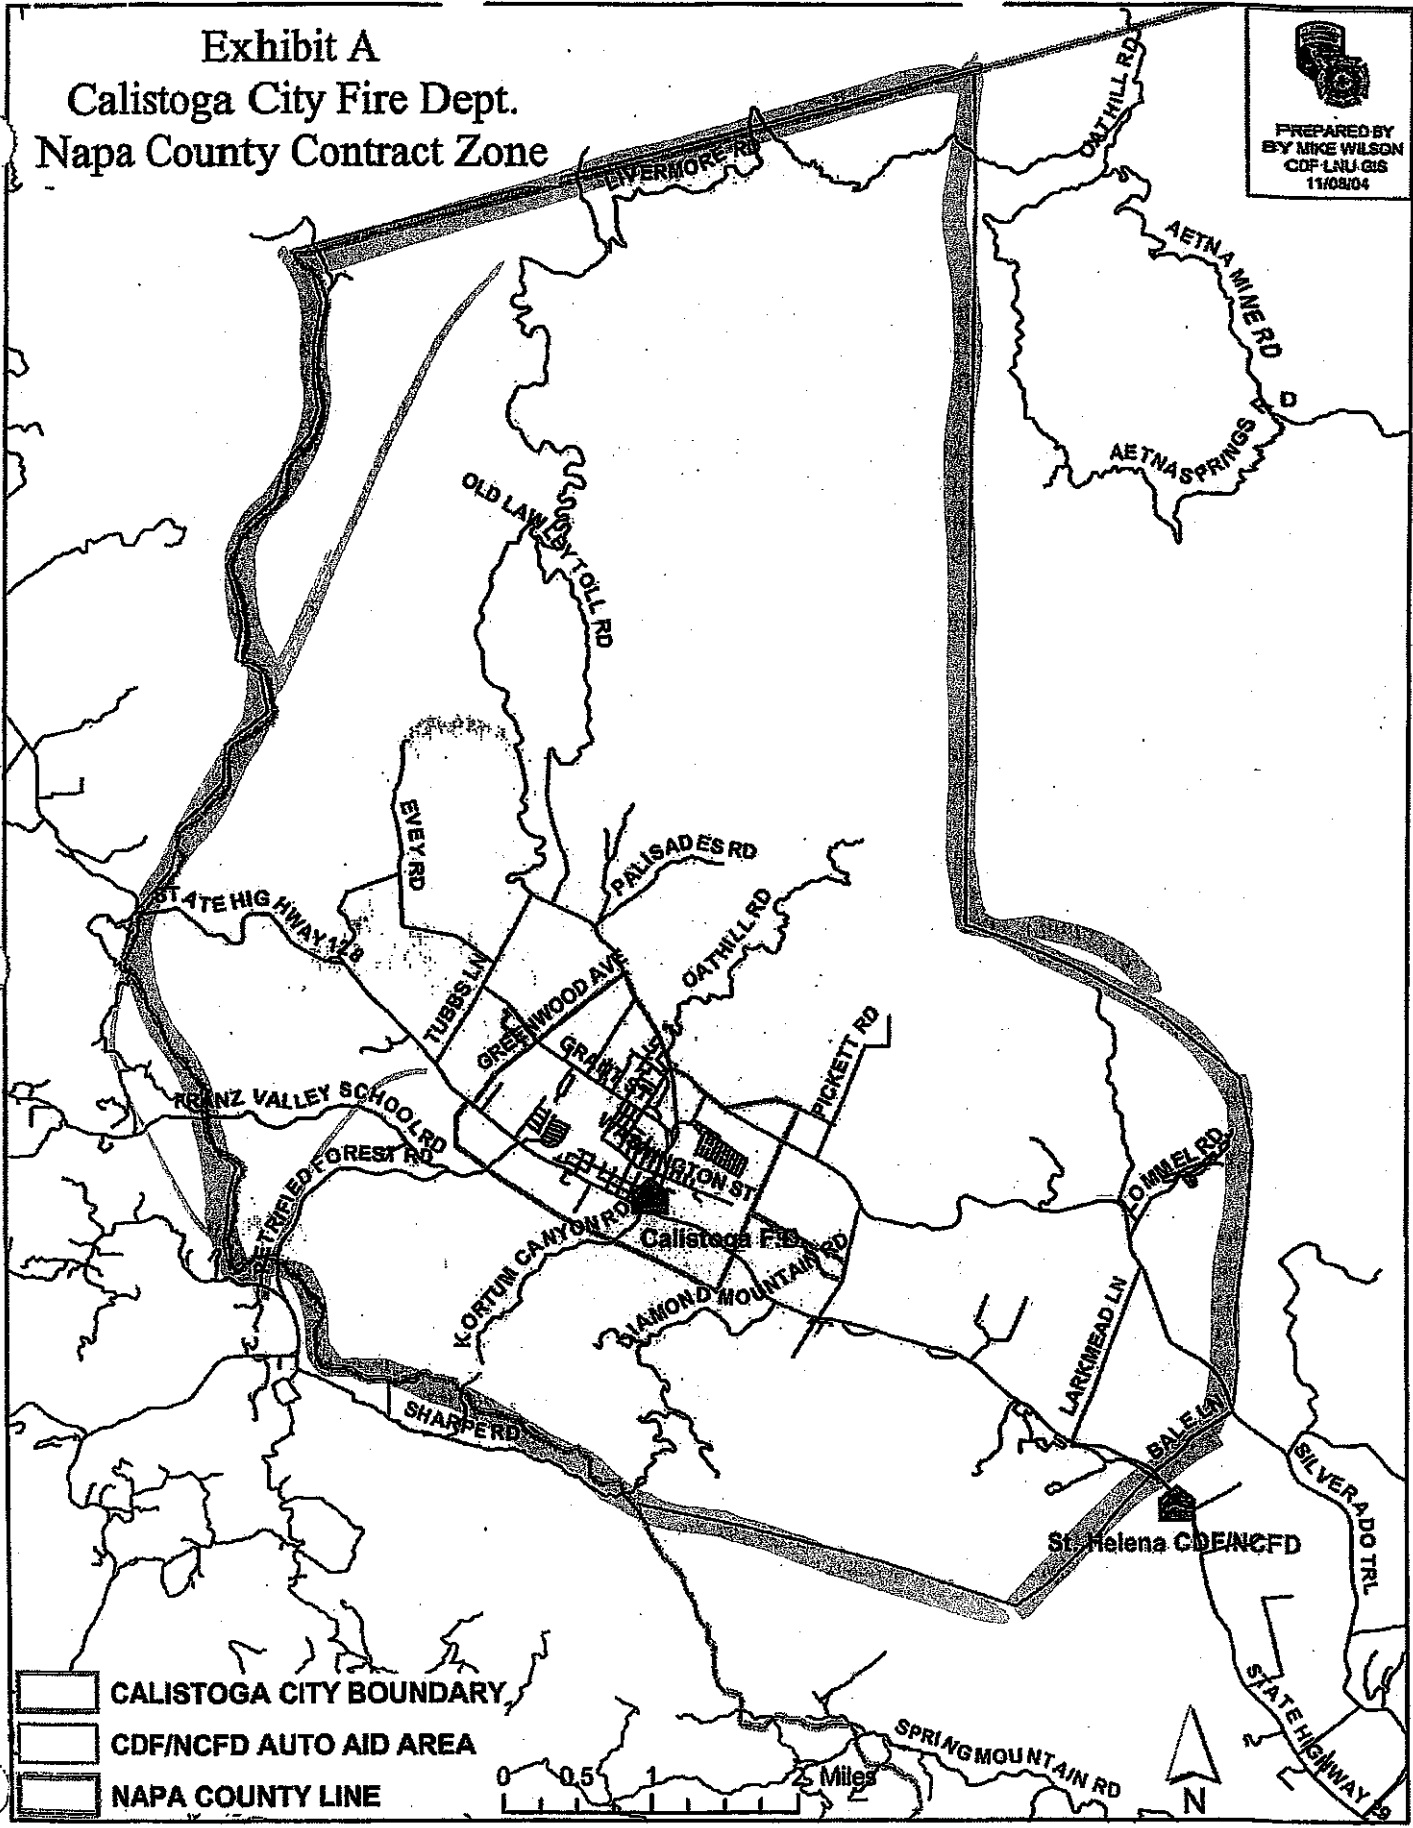 Exhibit A
Calistoga City Fire Dept.
Napa County Contract Zone
PREPARED BY
BY MIKE WILSON
CDF LNU GIS
11/08/04
LIVERMORE RD
OATHILL RD
AETNA MINE RD
D
AETNA SPRINGS
OLD LAWLEY TOLL RD
EVEY RD
PALISADES RD
STATE HIGHWAY 128
OATHILL RD
TUBBS LN
GREENWOOD AVE
GRANT ST
PICKETT RD
FRANZ VALLEY SCHOOL RD
WASHINGTON ST
PETRIFIED FOREST RD
LOMMEL RD
KORTUM CANYON RD
Calistoga F.D.
DIAMOND MOUNTAIN RD
LARKMEAD LN
SHARPE RD
BALE LN
SILVERADO TRL
St. Helena CDF/NCFD
STATE HIGHWAY 29
SPRING MOUNTAIN RD
CALISTOGA CITY BOUNDARY
CDF/NCFD AUTO AID AREA
NAPA COUNTY LINE
0 0.5 1 2 Miles
N